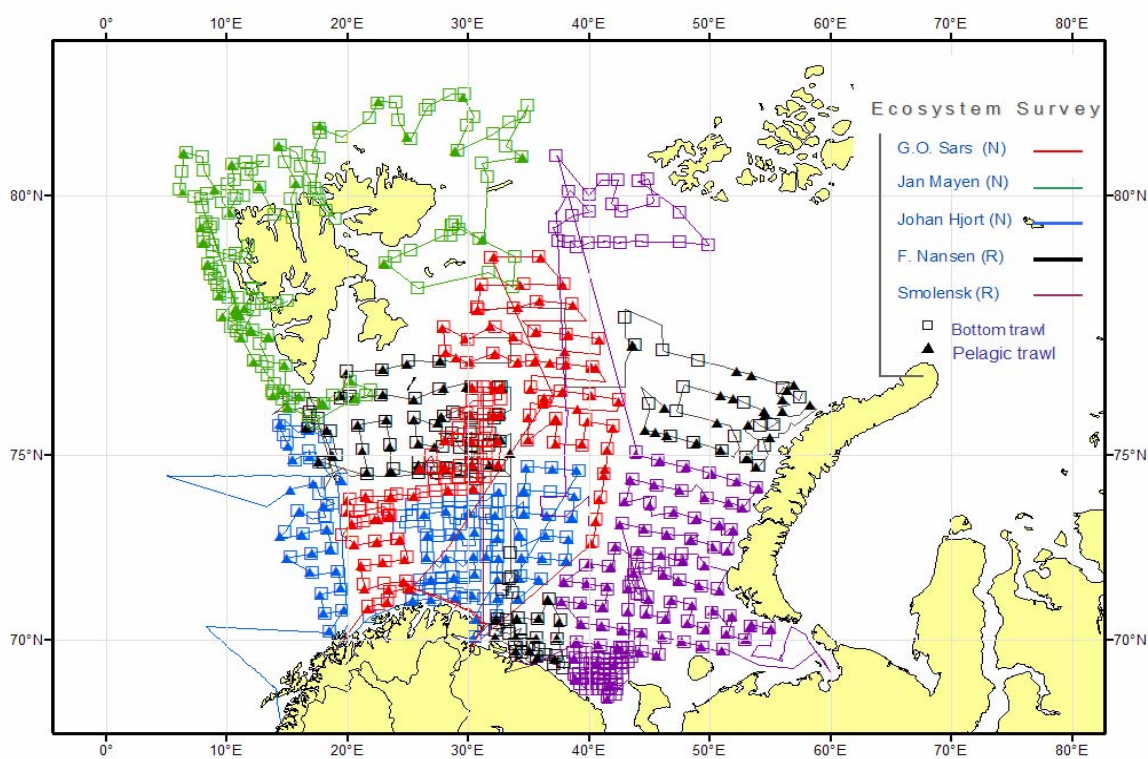 0° 10°E 20°E 30°E 40°E 50°E 60°E 70°E 80°E
Ecosystem Survey
G.O. Sars (N)
80°N 80°N
Jan Mayen (N)
Johan Hjort (N)
F. Nansen (R)
Smolensk (R)
Bottom trawl
Pelagic trawl
75°N 75°N
70°N 70°N
0° 10°E 20°E 30°E 40°E 50°E 60°E 70°E 80°E